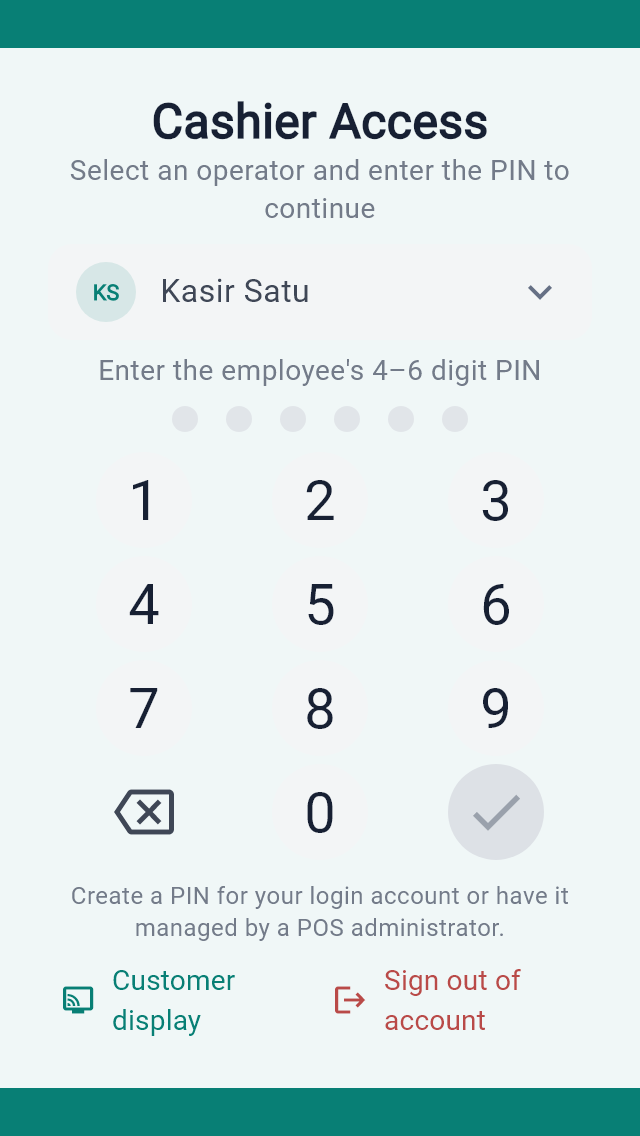 Cashier Access
Select an operator and enter the PIN to
continue
KS
Kasir Satu
Enter the employee's 4–6 digit PIN
1 2 3
4 5 6
7 8 9
0
Create a PIN for your login account or have it
managed by a POS administrator.
Customer
display
Sign out of
account